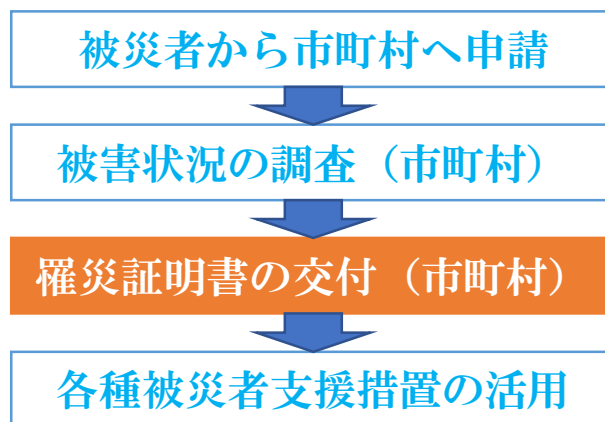 被災者から市町村へ申請
被害状況の調査（市町村）
罹災証明書の交付（市町村）
各種被災者支援措置の活用